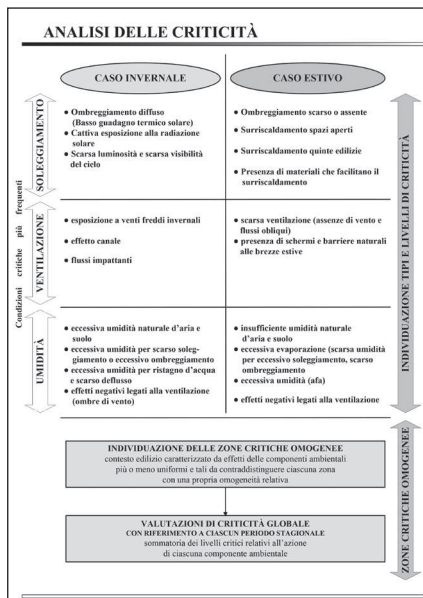 ANALISI DELLE CRITICITÀ
CASO INVERNALE
CASO ESTIVO
Condizioni critiche più frequenti
SOLEGGIAMENTO
• Ombreggiamento diffuso
(Basso guadagno termico solare)
• Cattiva esposizione alla radiazione
solare
• Scarsa luminosità e scarsa visibilità
del cielo
• Ombreggiamento scarso o assente
• Surriscaldamento spazi aperti
• Surriscaldamento quinte edilizie
• Presenza di materiali che facilitano il
surriscaldamento
VENTILAZIONE
• esposizione a venti freddi invernali
• effetto canale
• flussi impattanti
• scarsa ventilazione (assenze di vento e
flussi obliqui)
• presenza di schermi e barriere naturali
alle brezze estive
UMIDITÀ
• eccessiva umidità naturale d'aria e
suolo
• eccessiva umidità per scarso soleg-
giamento o eccessivo ombreggiamento
• eccessiva umidità per ristagno d'acqua
e scarso deflusso
• effetti negativi legati alla ventilazione
(ombre di vento)
• insufficiente umidità naturale
d'aria e suolo
• eccessiva evaporazione (scarsa umidità
per eccessivo soleggiamento, scarso
ombreggiamento
• eccessiva umidità (afa)
• effetti negativi legati alla ventilazione
INDIVIDUAZIONE TIPI E LIVELLI DI CRITICITÀ
INDIVIDUAZIONE DELLE ZONE CRITICHE OMOGENEE
contesto edilizio caratterizzato da effetti delle componenti ambientali
più o meno uniformi e tali da contraddistinguere ciascuna zona
con una propria omogeneità relativa
VALUTAZIONI DI CRITICITÀ GLOBALE
CON RIFERIMENTO A CIASCUN PERIODO STAGIONALE
sommatoria dei livelli critici relativi all'azione
di ciascuna componente ambientale
ZONE CRITICHE OMOGENEE